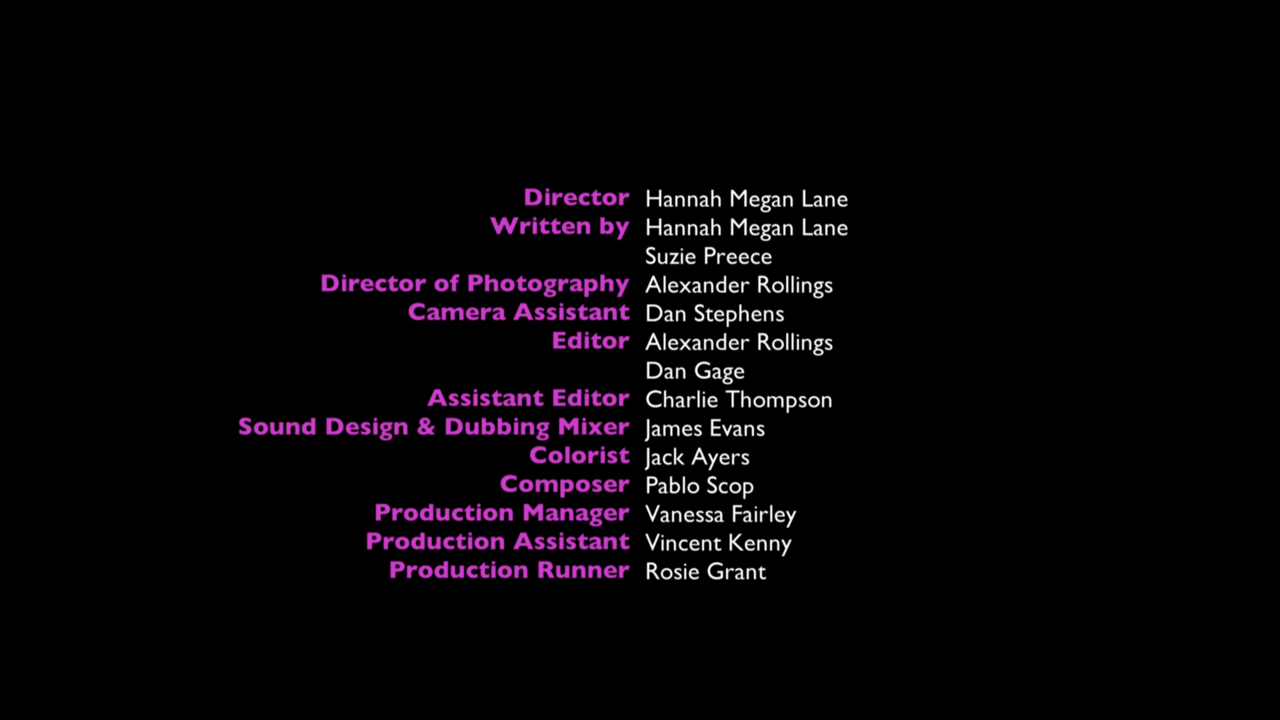 Director Hannah Megan Lane
Written by Hannah Megan Lane
Suzie Preece
Director of Photography Alexander Rollings
Camera Assistant Dan Stephens
Editor Alexander Rollings
Dan Gage
Assistant Editor Charlie Thompson
Sound Design & Dubbing Mixer James Evans
Colorist Jack Ayers
Composer Pablo Scop
Production Manager Vanessa Fairley
Production Assistant Vincent Kenny
Production Runner Rosie Grant